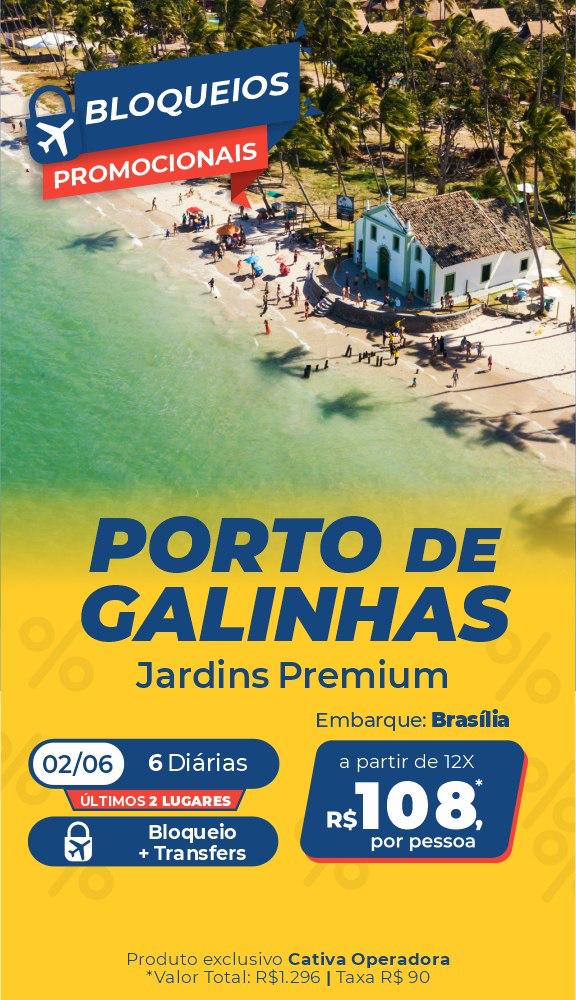 BLOQUEIOS
PROMOCIONAIS
PORTO DE
GALINHAS
Jardins Premium
Embarque: Brasília
02/06 6 Diárias
ÚLTIMOS 2 LUGARES
Bloqueio
+ Transfers
a partir de 12X
R$108,*
por pessoa
Produto exclusivo Cativa Operadora
*Valor Total: R$1.296 | Taxa R$ 90